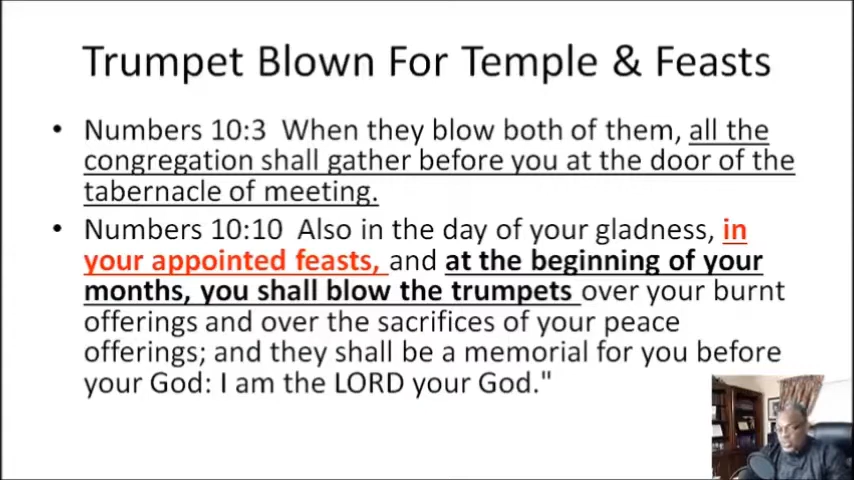 Trumpet Blown For Temple & Feasts
• Numbers 10:3  When they blow both of them, all the
congregation shall gather before you at the door of the
tabernacle of meeting.
• Numbers 10:10  Also in the day of your gladness, in
your appointed feasts, and at the beginning of your
months, you shall blow the trumpets over your burnt
offerings and over the sacrifices of your peace
offerings; and they shall be a memorial for you before
your God: I am the LORD your God."